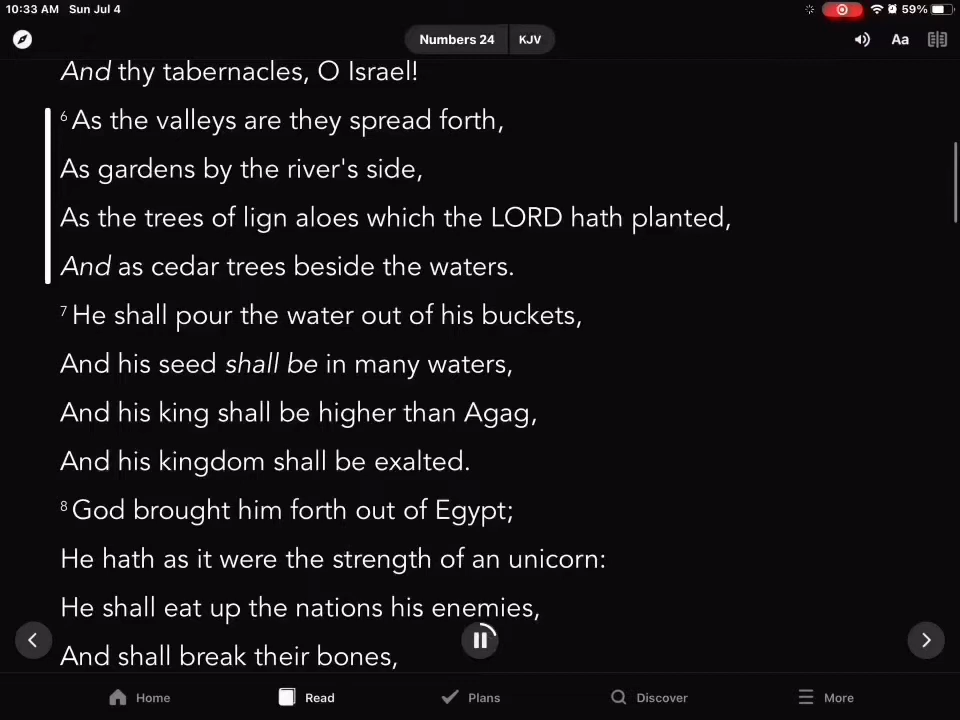 10:33 AM Sun Jul 4 59%
Numbers 24 KJV Aa
And thy tabernacles, O Israel!
6 As the valleys are they spread forth,
As gardens by the river's side,
As the trees of lign aloes which the LORD hath planted,
And as cedar trees beside the waters.
7 He shall pour the water out of his buckets,
And his seed shall be in many waters,
And his king shall be higher than Agag,
And his kingdom shall be exalted.
8 God brought him forth out of Egypt;
He hath as it were the strength of an unicorn:
He shall eat up the nations his enemies,
And shall break their bones,
Home Read Plans Discover More